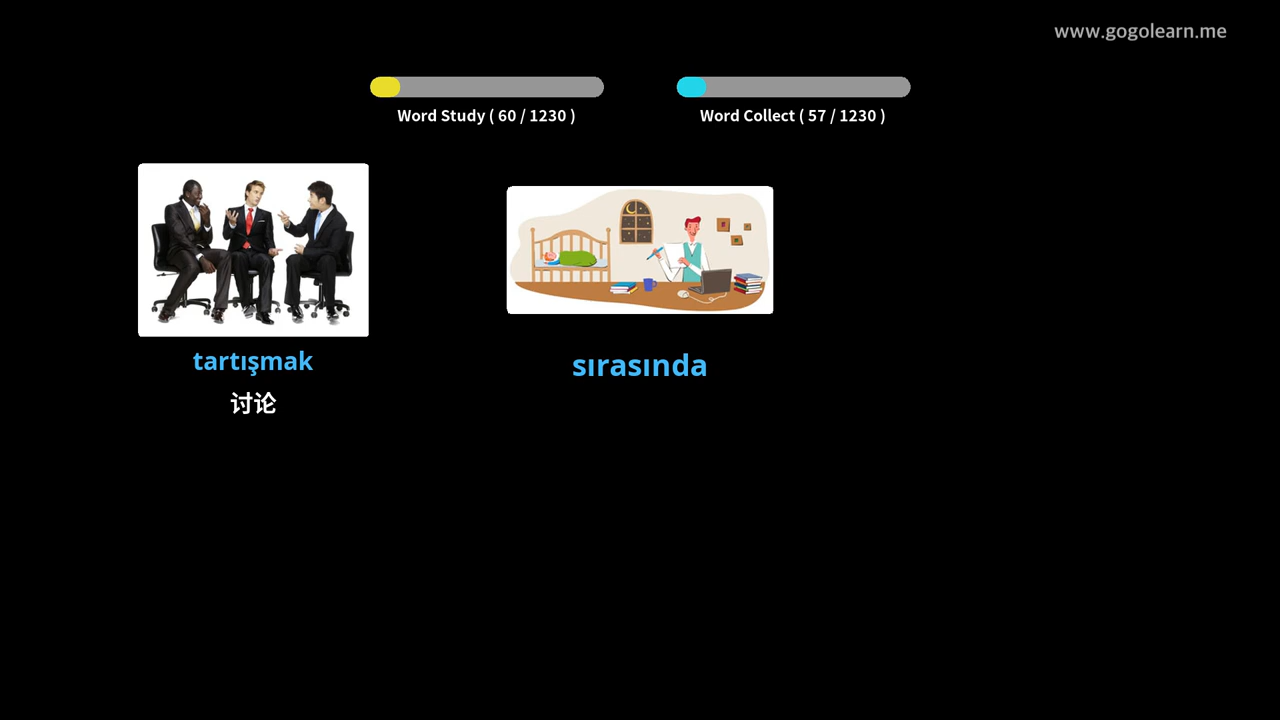 www.gogolearn.me
Word Study ( 60 / 1230 )
Word Collect ( 57 / 1230 )
tartışmak
讨论
sırasında